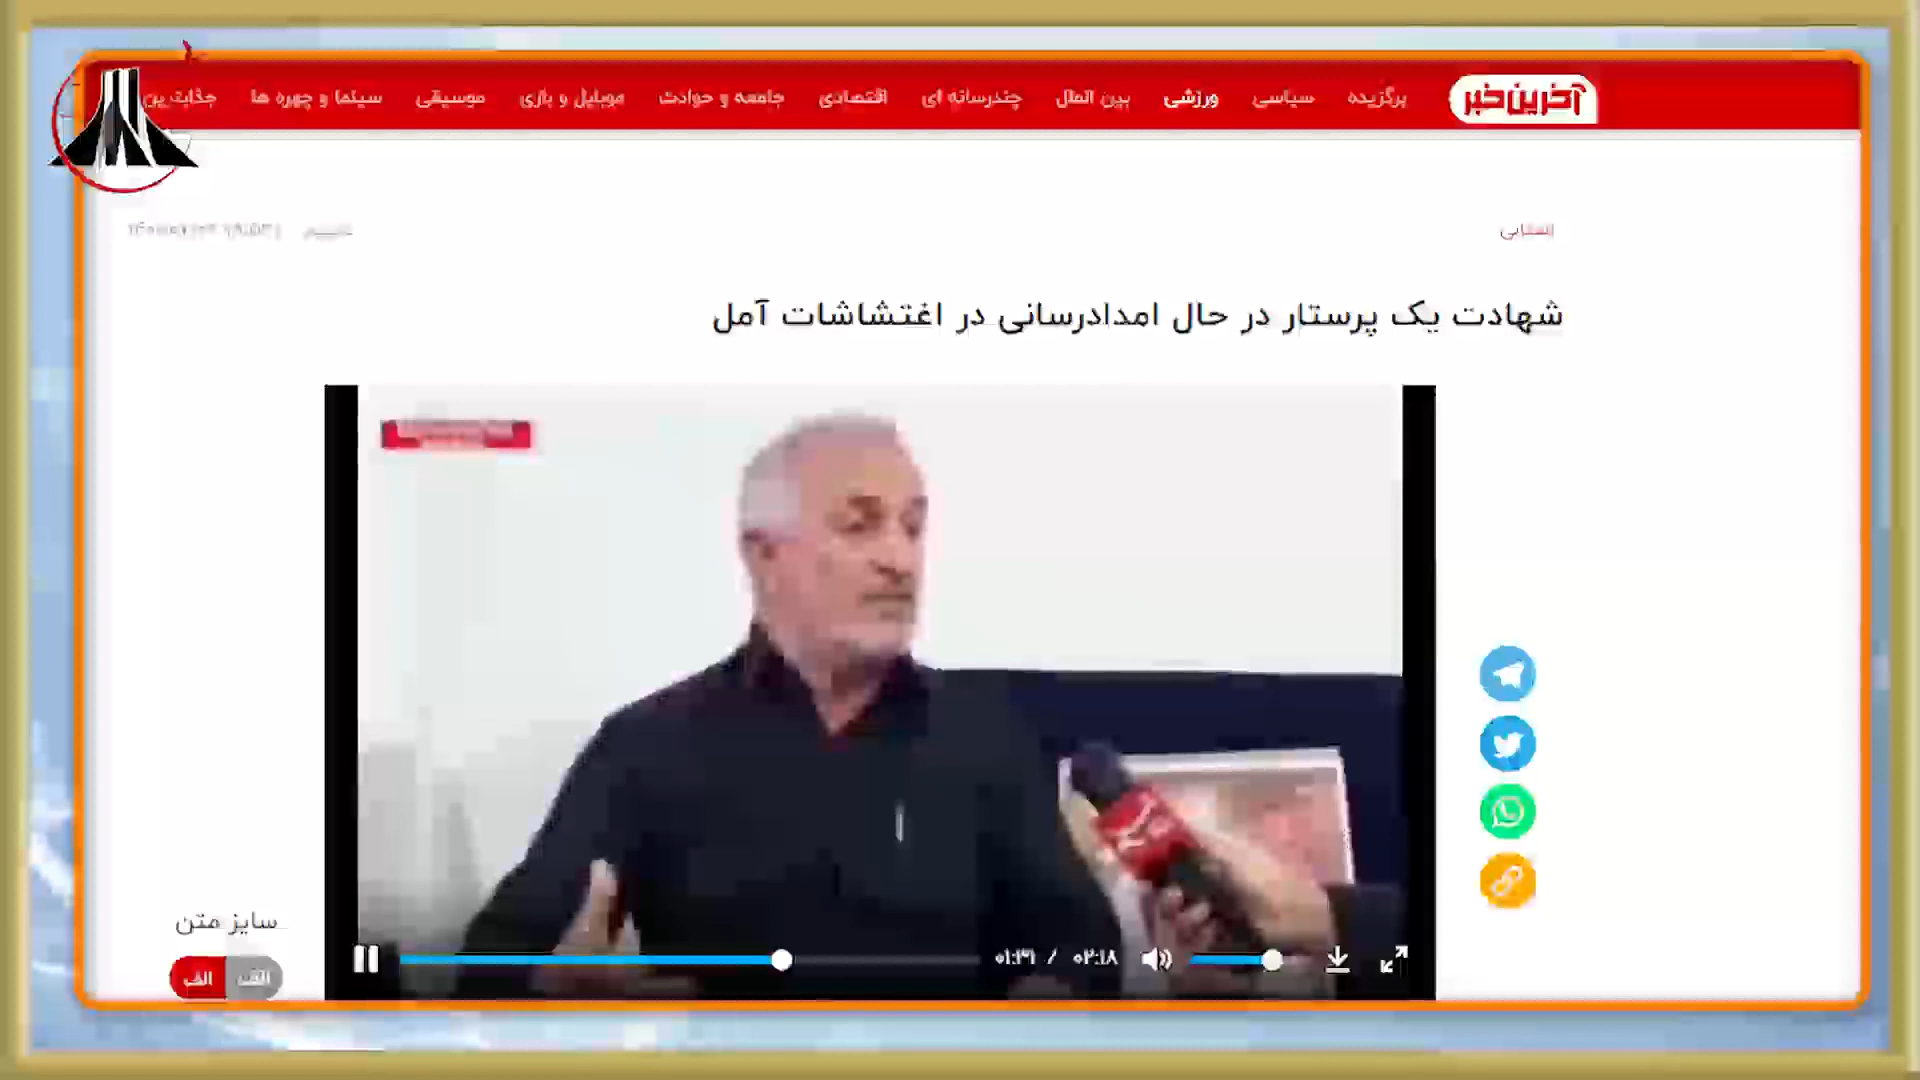 آخرین خبر
برگزیده سیاسی ورزشی بین الملل چندرسانه ای اقتصادی جامعه و حوادث موبایل و بازی موسیقی سینما و چهره ها جذابترین
شهادت یک پرستار در حال امدادرسانی در اغتشاشات آمل
۰۱:۳۱ / ۰۲:۱۸
سایز متن
الف الف